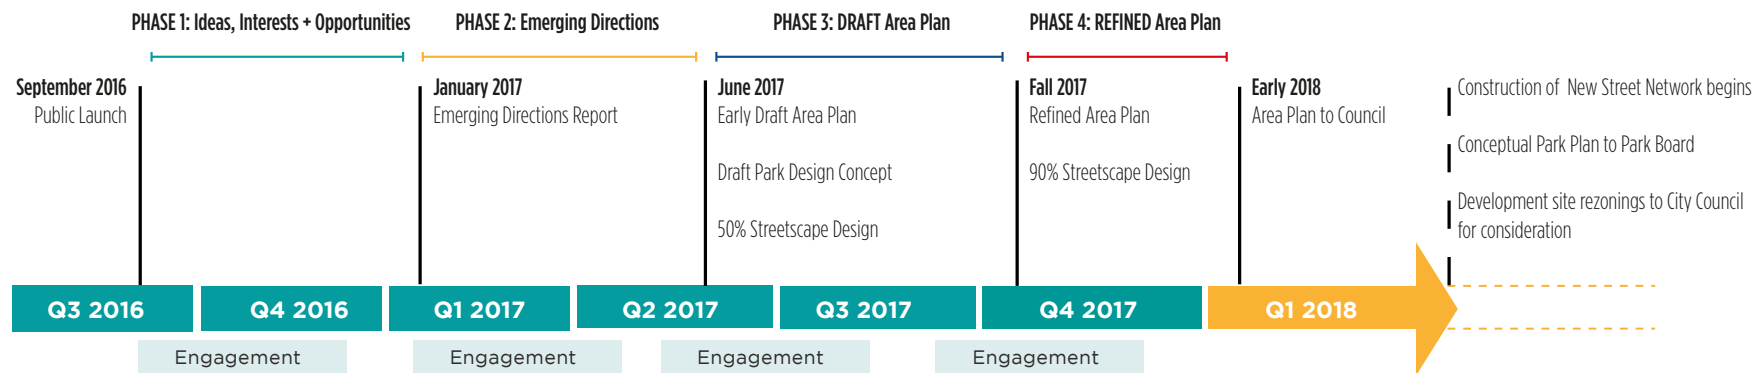 PHASE 1: Ideas, Interests + Opportunities
PHASE 2: Emerging Directions
PHASE 3: DRAFT Area Plan
PHASE 4: REFINED Area Plan
September 2016
Public Launch
January 2017
Emerging Directions Report
June 2017
Early Draft Area Plan
Draft Park Design Concept
50% Streetscape Design
Fall 2017
Refined Area Plan
90% Streetscape Design
Early 2018
Area Plan to Council
Construction of New Street Network begins
Conceptual Park Plan to Park Board
Development site rezonings to City Council
for consideration
Q3 2016
Q4 2016
Q1 2017
Q2 2017
Q3 2017
Q4 2017
Q1 2018
Engagement
Engagement
Engagement
Engagement